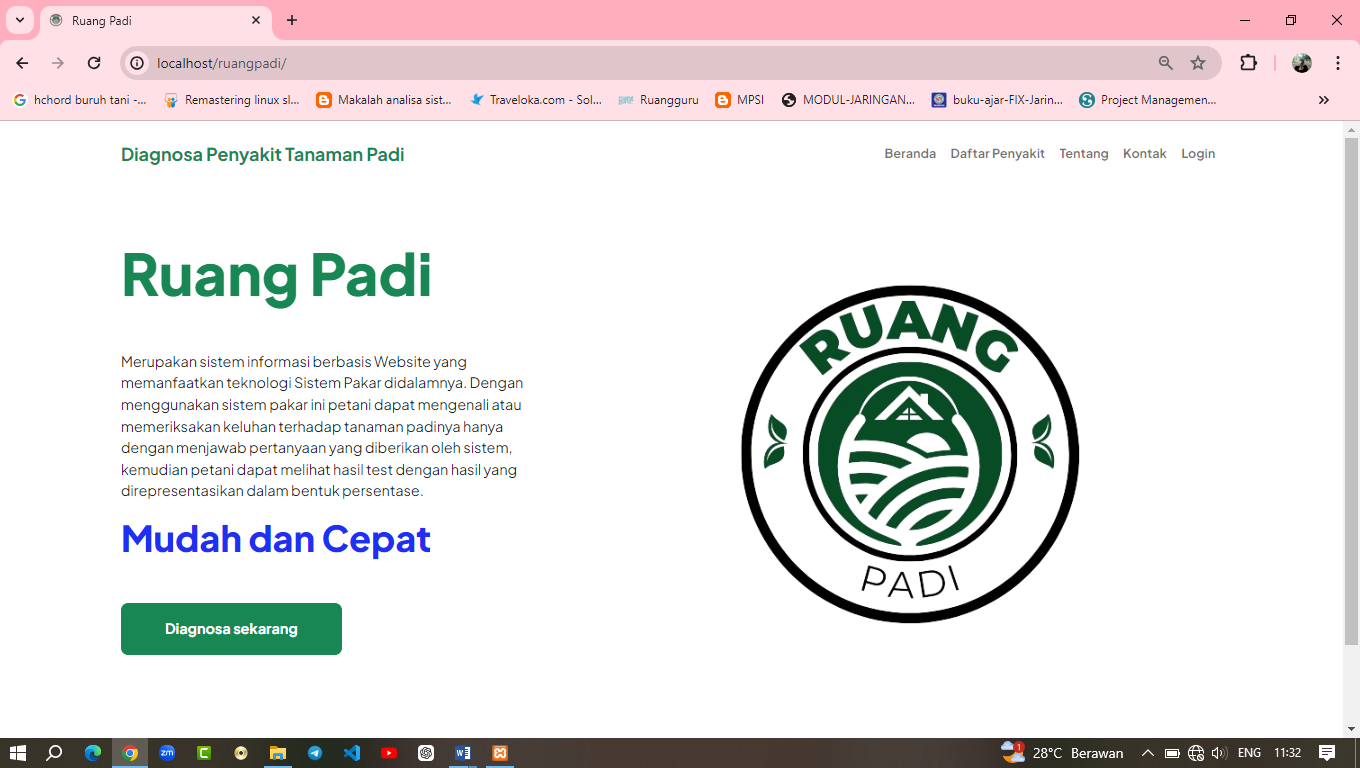 Ruang Padi
localhost/ruangpadi/
hchord buruh tani -...
Remastering linux sl...
Makalah analisa sist...
Traveloka.com - Sol...
Ruangguru
MPSI
MODUL-JARINGAN...
buku-ajar-FIX-Jarin...
Project Managemen...
Diagnosa Penyakit Tanaman Padi
Beranda
Daftar Penyakit
Tentang
Kontak
Login
Ruang Padi
Merupakan sistem informasi berbasis Website yang
memanfaatkan teknologi Sistem Pakar didalamnya. Dengan
menggunakan sistem pakar ini petani dapat mengenali atau
memeriksakan keluhan terhadap tanaman padinya hanya
dengan menjawab pertanyaan yang diberikan oleh sistem,
kemudian petani dapat melihat hasil test dengan hasil yang
direpresentasikan dalam bentuk persentase.
Mudah dan Cepat
Diagnosa sekarang
RUANG
PADI
zm
1
28°C Berawan
ENG
11:32